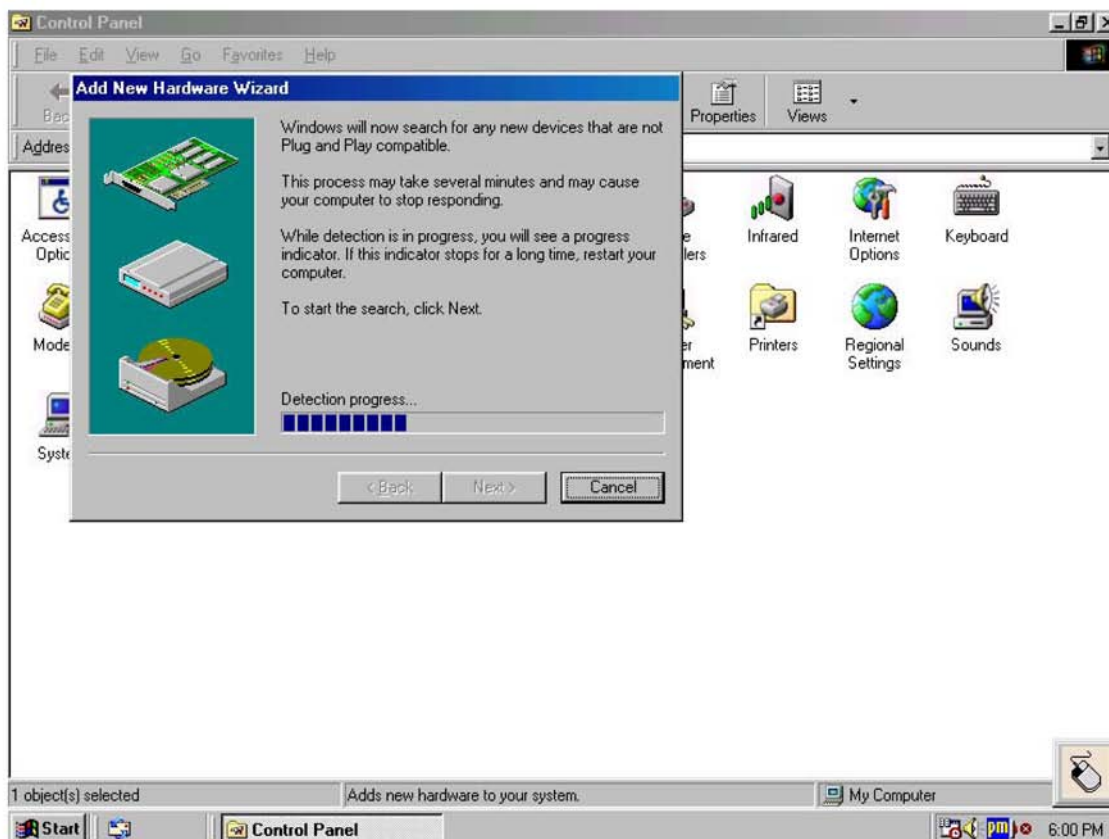 Control Panel
File Edit View Go Favorites Help
Add New Hardware Wizard
Properties
Views
Windows will now search for any new devices that are not
Plug and Play compatible.
This process may take several minutes and may cause
your computer to stop responding.
While detection is in progress, you will see a progress
indicator. If this indicator stops for a long time, restart your
computer.
To start the search, click Next.
Detection progress...
< Back
Next >
Cancel
Infrared
Internet
Options
Keyboard
Printers
Regional
Settings
Sounds
1 object(s) selected
Adds new hardware to your system.
My Computer
Start
Control Panel
pm
6:00 PM